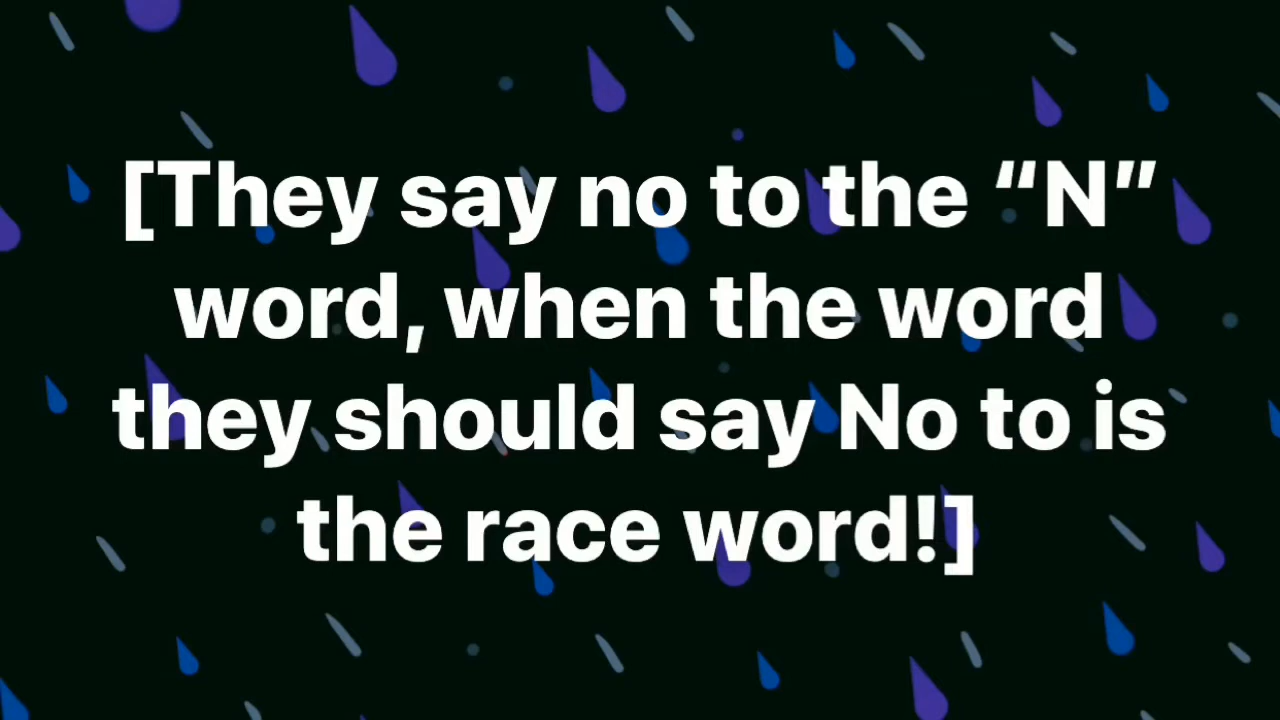 [They say no to the “N”
word, when the word
they should say No to is
the race word!]